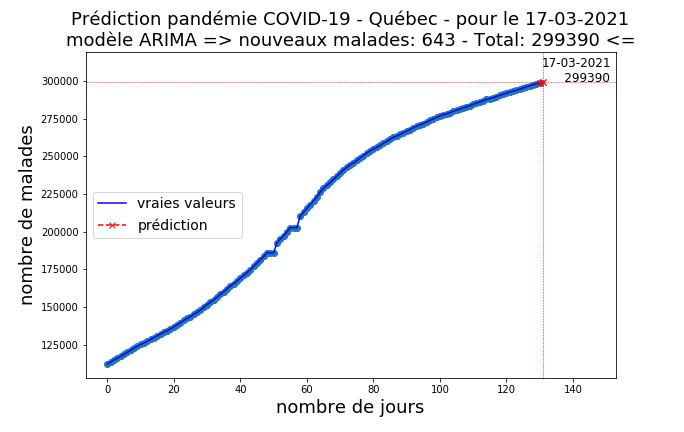 Prédiction pandémie COVID-19 - Québec - pour le 17-03-2021
modèle ARIMA => nouveaux malades: 643 - Total: 299390 <=
17-03-2021
299390
300000
275000
250000
225000
200000
175000
150000
125000
nombre de malades
vraies valeurs
prédiction
0 20 40 60 80 100 120 140
nombre de jours